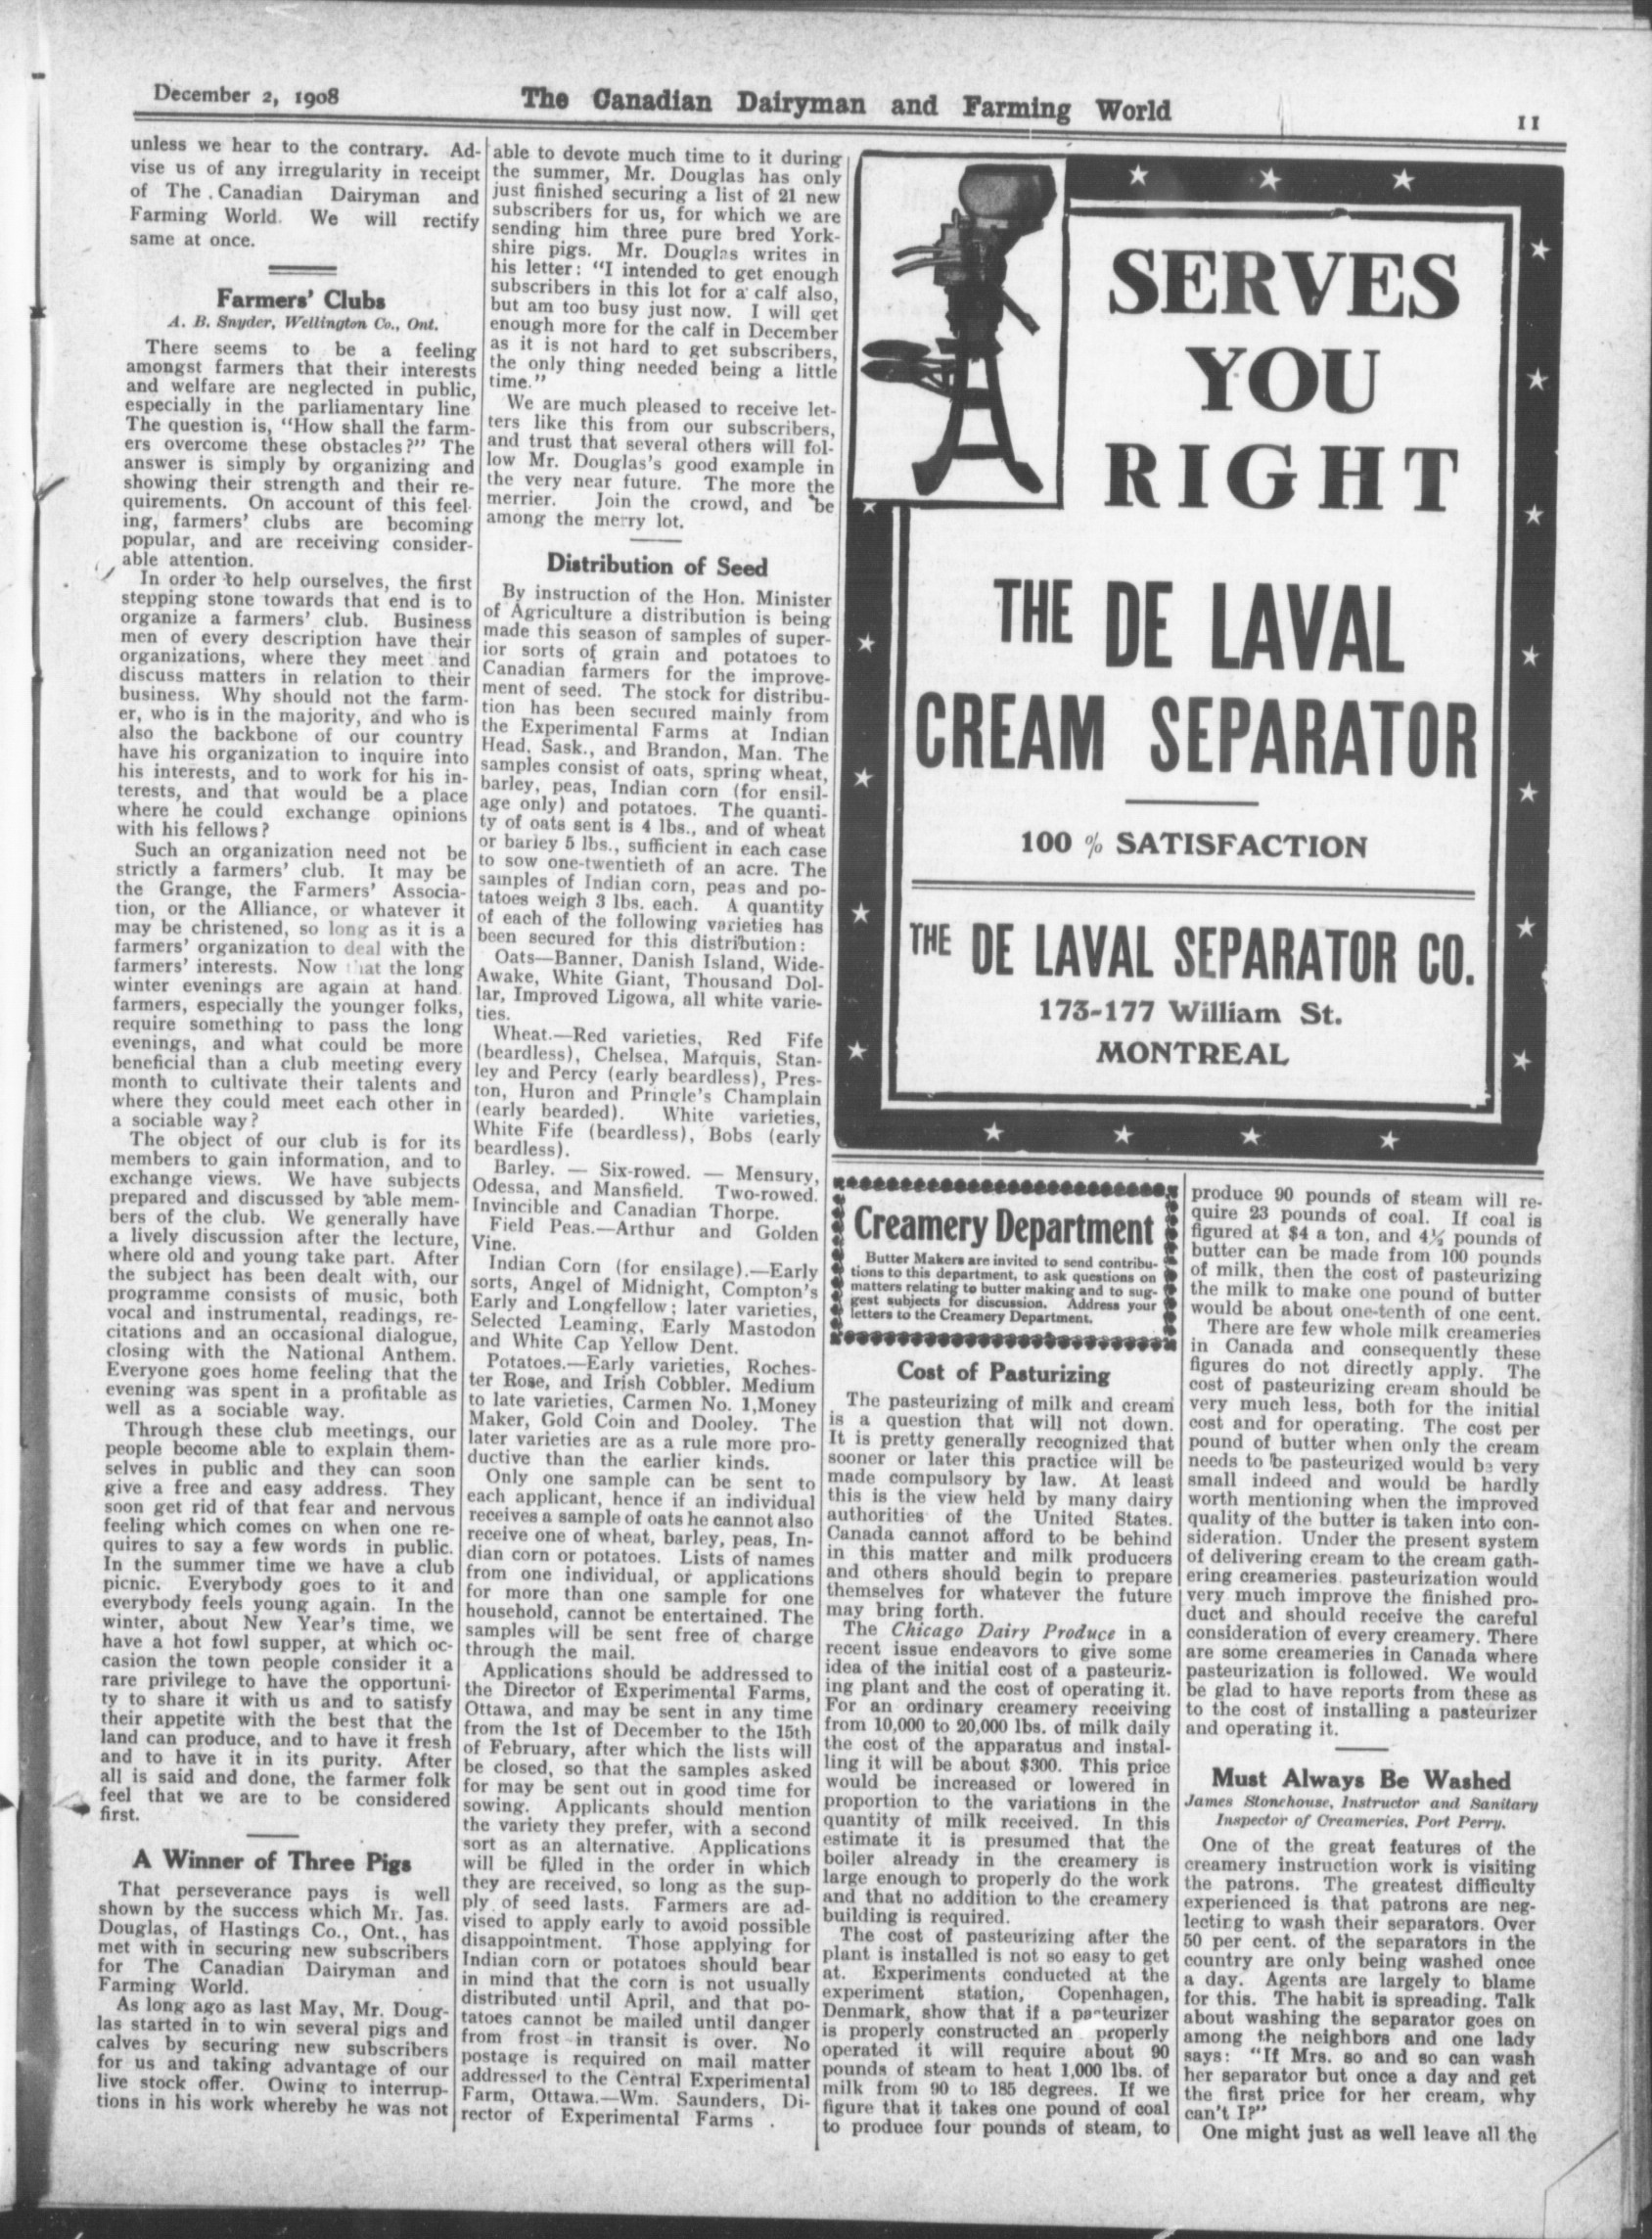 December 2, 1908
The Canadian Dairyman and Farming World
11
unless we hear to the contrary. Ad-
vise us of any irregularity in receipt
of The Canadian Dairyman and
Farming World. We will rectify
same at once.
Farmers' Clubs
A. B. Snyder, Wellington Co., Ont.
There seems to be a feeling
amongst farmers that their interests
and welfare are neglected in public,
especially in the parliamentary line
The question is, "How shall the farm-
ers overcome these obstacles?" The
answer is simply by organizing and
showing their strength and their re-
quirements. On account of this feel-
ing, farmers' clubs are becoming
popular, and are receiving consider-
able attention.
In order to help ourselves, the first
stepping stone towards that end is to
organize a farmers' club. Business
men of every description have their
organizations, where they meet and
discuss matters in relation to their
business. Why should not the farm-
er, who is in the majority, and who is
also the backbone of our country
have his organization to inquire into
his interests, and to work for his in-
terests, and that would be a place
where he could exchange opinions
with his fellows?
Such an organization need not be
strictly a farmers' club. It may be
the Grange, the Farmers' Associa-
tion, or the Alliance, or whatever it
may be christened, so long as it is a
farmers' organization to deal with the
farmers' interests. Now that the long
winter evenings are again at hand
farmers, especially the younger folks,
require something to pass the long
evenings, and what could be more
beneficial than a club meeting every
month to cultivate their talents and
where they could meet each other in
a sociable way?
The object of our club is for its
members to gain information, and to
exchange views. We have subjects
prepared and discussed by able mem-
bers of the club. We generally have
a lively discussion after the lecture,
where old and young take part. After
the subject has been dealt with, our
programme consists of music, both
vocal and instrumental, readings, re-
citations and an occasional dialogue,
closing with the National Anthem.
Everyone goes home feeling that the
evening was spent in a profitable as
well as a sociable way.
Through these club meetings, our
people become able to explain them-
selves in public and they can soon
give a free and easy address. They
soon get rid of that fear and nervous
feeling which comes on when one re-
quires to say a few words in public.
In the summer time we have a club
picnic. Everybody goes to it and
everybody feels young again. In the
winter, about New Year's time, we
have a hot fowl supper, at which oc-
casion the town people consider it a
rare privilege to have the opportuni-
ty to share it with us and to satisfy
their appetite with the best that the
land can produce, and to have it fresh
and to have it in its purity. After
all is said and done, the farmer folk
feel that we are to be considered
first.
A Winner of Three Pigs
That perseverance pays is well
shown by the success which Mr. Jas.
Douglas, of Hastings Co., Ont., has
met with in securing new subscribers
for The Canadian Dairyman and
Farming World.
As long ago as last May, Mr. Doug-
las started in to win several pigs and
calves by securing new subscribers
for us and taking advantage of our
live stock offer. Owing to interrup-
tions in his work whereby he was not
able to devote much time to it during
the summer, Mr. Douglas has only
just finished securing a list of 21 new
subscribers for us, for which we are
sending him three pure bred York-
shire pigs. Mr. Douglas writes in
his letter: "I intended to get enough
subscribers in this lot for a calf also,
but am too busy just now. I will get
enough more for the calf in December
as it is not hard to get subscribers,
the only thing needed being a little
time."
We are much pleased to receive let-
ters like this from our subscribers,
and trust that several others will fol-
low Mr. Douglas's good example in
the very near future. The more the
merrier. Join the crowd, and be
among the merry lot.
Distribution of Seed
By instruction of the Hon. Minister
of Agriculture a distribution is being
made this season of samples of super-
ior sorts of grain and potatoes to
Canadian farmers for the improve-
ment of seed. The stock for distribu-
tion has been secured mainly from
the Experimental Farms at Indian
Head, Sask., and Brandon, Man. The
samples consist of oats, spring wheat,
barley, peas, Indian corn (for ensil-
age only) and potatoes. The quanti-
ty of oats sent is 4 lbs., and of wheat
or barley 5 lbs., sufficient in each case
to sow one-twentieth of an acre. The
samples of Indian corn, peas and po-
tatoes weigh 3 lbs. each. A quantity
of each of the following varieties has
been secured for this distribution:
Oats—Banner, Danish Island, Wide-
Awake, White Giant, Thousand Dol-
lar, Improved Ligowa, all white varie-
ties.
Wheat.—Red varieties, Red Fife
(beardless), Chelsea, Marquis, Stan-
ley and Percy (early beardless), Pres-
ton, Huron and Pringle's Champlain
(early bearded). White varieties,
White Fife (beardless), Bobs (early
beardless).
Barley. — Six-rowed. — Mensury,
Odessa, and Mansfield. Two-rowed.
Invincible and Canadian Thorpe.
Field Peas.—Arthur and Golden
Vine.
Indian Corn (for ensilage).—Early
sorts, Angel of Midnight, Compton's
Early and Longfellow; later varieties,
Selected Leaming, Early Mastodon
and White Cap Yellow Dent.
Potatoes.—Early varieties, Roches-
ter Rose, and Irish Cobbler. Medium
to late varieties, Carmen No. 1,Money
Maker, Gold Coin and Dooley. The
later varieties are as a rule more pro-
ductive than the earlier kinds.
Only one sample can be sent to
each applicant, hence if an individual
receives a sample of oats he cannot also
receive one of wheat, barley, peas, In-
dian corn or potatoes. Lists of names
from one individual, or applications
for more than one sample for one
household, cannot be entertained. The
samples will be sent free of charge
through the mail.
Applications should be addressed to
the Director of Experimental Farms,
Ottawa, and may be sent in any time
from the 1st of December to the 15th
of February, after which the lists will
be closed, so that the samples asked
for may be sent out in good time for
sowing. Applicants should mention
the variety they prefer, with a second
sort as an alternative. Applications
will be filled in the order in which
they are received, so long as the sup-
ply of seed lasts. Farmers are ad-
vised to apply early to avoid possible
disappointment. Those applying for
Indian corn or potatoes should bear
in mind that the corn is not usually
distributed until April, and that po-
tatoes cannot be mailed until danger
from frost in transit is over. No
postage is required on mail matter
addressed to the Central Experimental
Farm, Ottawa.—Wm. Saunders, Di-
rector of Experimental Farms .
SERVES
YOU
RIGHT
THE DE LAVAL
CREAM SEPARATOR
100 % SATISFACTION
THE DE LAVAL SEPARATOR CO.
173-177 William St.
MONTREAL
Creamery Department
Butter Makers are invited to send contribu-
tions to this department, to ask questions on
matters relating to butter making and to sug-
gest subjects for discussion. Address your
letters to the Creamery Department.
Cost of Pasturizing
The pasteurizing of milk and cream
is a question that will not down.
It is pretty generally recognized that
sooner or later this practice will be
made compulsory by law. At least
this is the view held by many dairy
authorities of the United States.
Canada cannot afford to be behind
in this matter and milk producers
and others should begin to prepare
themselves for whatever the future
may bring forth.
The Chicago Dairy Produce in a
recent issue endeavors to give some
idea of the initial cost of a pasteuriz-
ing plant and the cost of operating it.
For an ordinary creamery receiving
from 10,000 to 20,000 lbs. of milk daily
the cost of the apparatus and instal-
ling it will be about $300. This price
would be increased or lowered in
proportion to the variations in the
quantity of milk received. In this
estimate it is presumed that the
boiler already in the creamery is
large enough to properly do the work
and that no addition to the creamery
building is required.
The cost of pasteurizing after the
plant is installed is not so easy to get
at. Experiments conducted at the
experiment station, Copenhagen,
Denmark, show that if a pasteurizer
is properly constructed an properly
operated it will require about 90
pounds of steam to heat 1,000 lbs. of
milk from 90 to 185 degrees. If we
figure that it takes one pound of coal
to produce four pounds of steam, to
produce 90 pounds of steam will re-
quire 23 pounds of coal. If coal is
figured at $4 a ton, and 4½ pounds of
butter can be made from 100 pounds
of milk, then the cost of pasteurizing
the milk to make one pound of butter
would be about one-tenth of one cent.
There are few whole milk creameries
in Canada and consequently these
figures do not directly apply. The
cost of pasteurizing cream should be
very much less, both for the initial
cost and for operating. The cost per
pound of butter when only the cream
needs to be pasteurized would be very
small indeed and would be hardly
worth mentioning when the improved
quality of the butter is taken into con-
sideration. Under the present system
of delivering cream to the cream gath-
ering creameries pasteurization would
very much improve the finished pro-
duct and should receive the careful
consideration of every creamery. There
are some creameries in Canada where
pasteurization is followed. We would
be glad to have reports from these as
to the cost of installing a pasteurizer
and operating it.
Must Always Be Washed
James Stonehouse, Instructor and Sanitary
Inspector of Creameries, Port Perry.
One of the great features of the
creamery instruction work is visiting
the patrons. The greatest difficulty
experienced is that patrons are neg-
lecting to wash their separators. Over
50 per cent. of the separators in the
country are only being washed once
a day. Agents are largely to blame
for this. The habit is spreading. Talk
about washing the separator goes on
among the neighbors and one lady
says: "If Mrs. so and so can wash
her separator but once a day and get
the first price for her cream, why
can't I?"
One might just as well leave all the